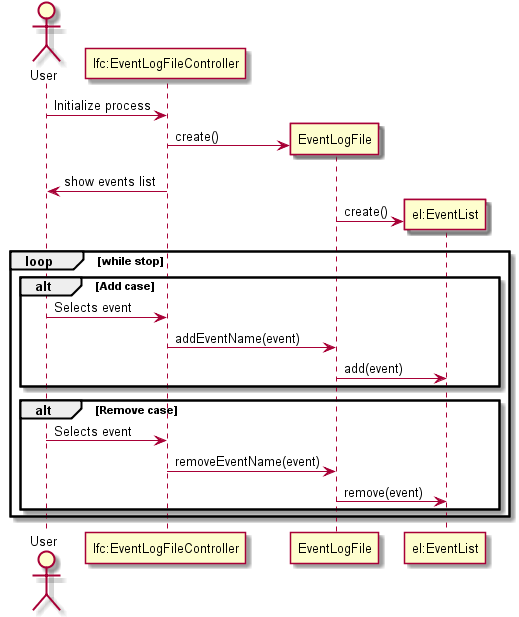 User
lfc:EventLogFileController
Initialize process
create()
EventLogFile
show events list
create()
el:EventList
loop [while stop]
alt [Add case]
Selects event
addEventName(event)
add(event)
alt [Remove case]
Selects event
removeEventName(event)
remove(event)
User
lfc:EventLogFileController
EventLogFile
el:EventList